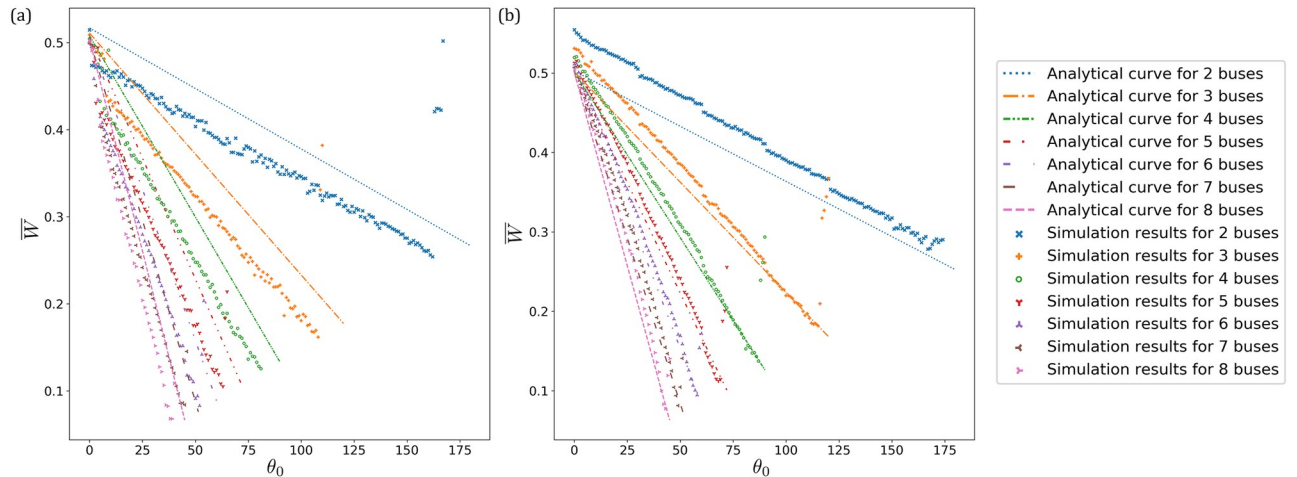 (a)
0.5
0.4
0.3
0.2
0.1
W̅
0 25 50 75 100 125 150 175
θ₀
(b)
0.5
0.4
0.3
0.2
0.1
W̅
0 25 50 75 100 125 150 175
θ₀
Analytical curve for 2 buses
Analytical curve for 3 buses
Analytical curve for 4 buses
Analytical curve for 5 buses
Analytical curve for 6 buses
Analytical curve for 7 buses
Analytical curve for 8 buses
Simulation results for 2 buses
Simulation results for 3 buses
Simulation results for 4 buses
Simulation results for 5 buses
Simulation results for 6 buses
Simulation results for 7 buses
Simulation results for 8 buses